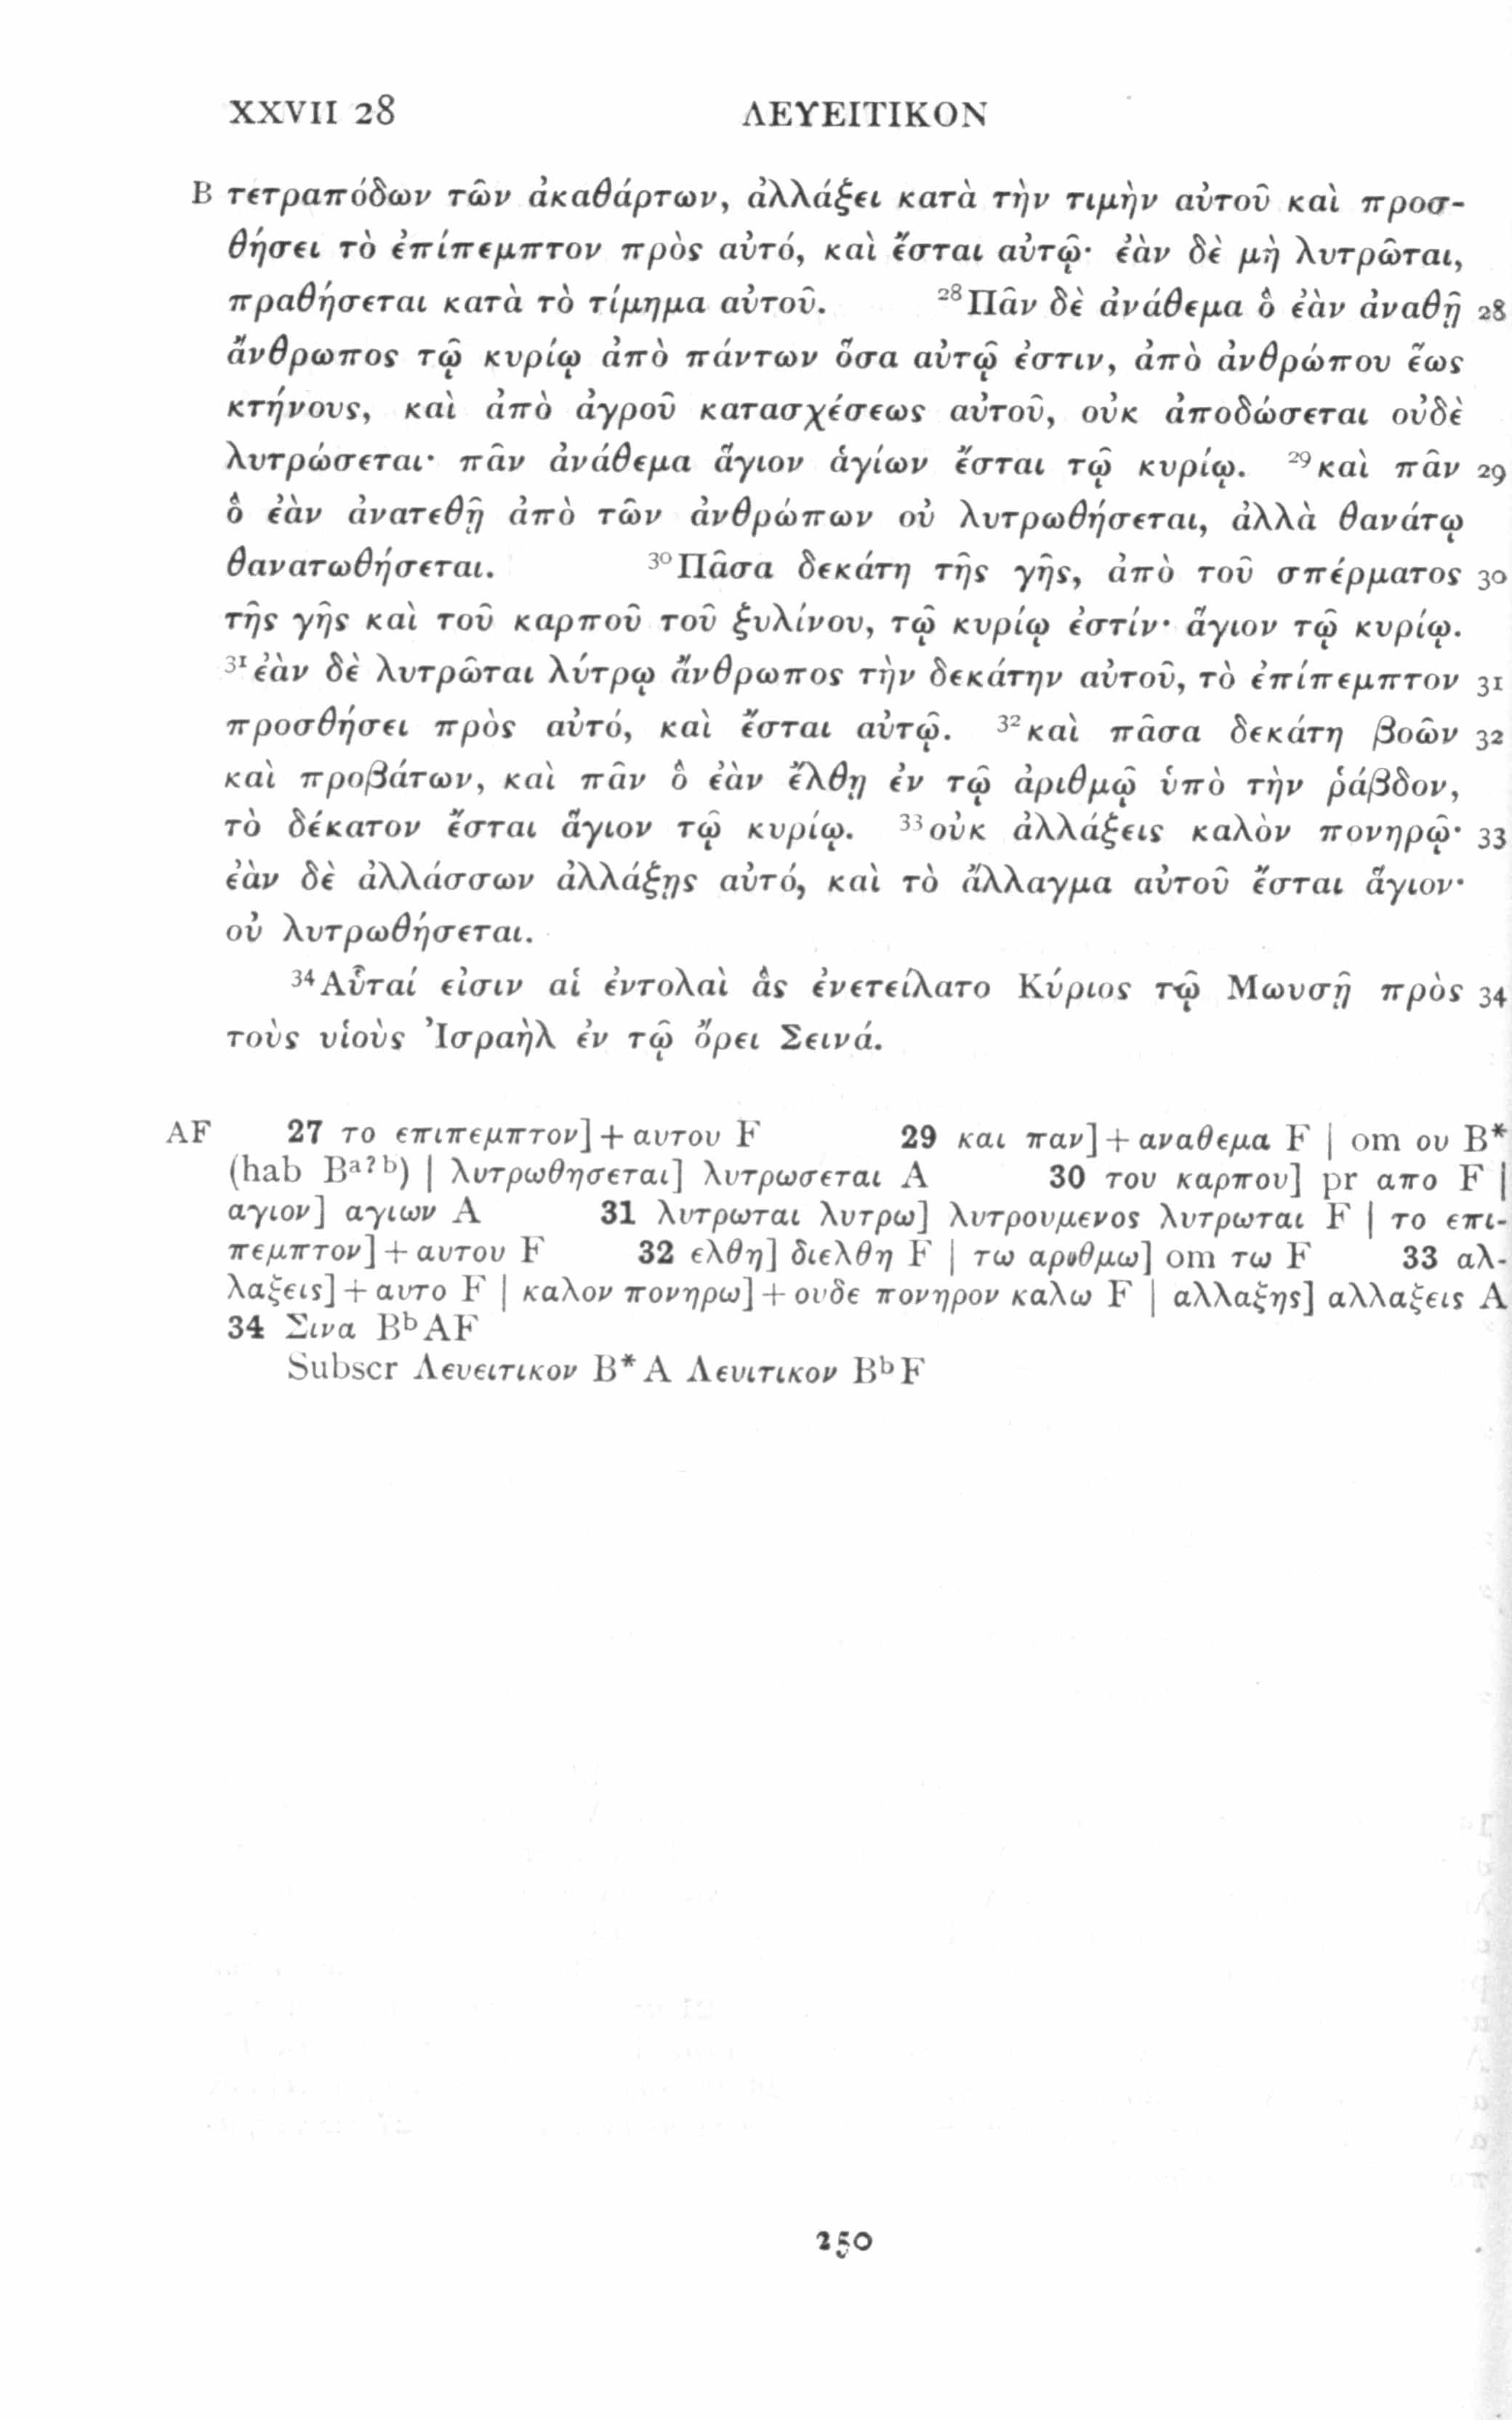 XXVII 28 ΛΕΥΕΙΤΙΚΟΝ
B τετραπόδων τῶν ἀκαθάρτων, ἀλλάξει κατὰ τὴν τιμὴν αὐτοῦ καὶ προσ-
θήσει τὸ ἐπίπεμπτον πρὸς αὐτό, καὶ ἔσται αὐτῷ· ἐὰν δὲ μὴ λυτρῶται,
πραθήσεται κατὰ τὸ τίμημα αὐτοῦ. ²⁸Πᾶν δὲ ἀνάθεμα ὃ ἐὰν ἀναθῇ 28
ἄνθρωπος τῷ κυρίῳ ἀπὸ πάντων ὅσα αὐτῷ ἐστιν, ἀπὸ ἀνθρώπου ἕως
κτήνους, καὶ ἀπὸ ἀγροῦ κατασχέσεως αὐτοῦ, οὐκ ἀποδώσεται οὐδὲ
λυτρώσεται· πᾶν ἀνάθεμα ἅγιον ἁγίων ἔσται τῷ κυρίῳ. ²⁹καὶ πᾶν 29
ὃ ἐὰν ἀνατεθῇ ἀπὸ τῶν ἀνθρώπων οὐ λυτρωθήσεται, ἀλλὰ θανάτῳ
θανατωθήσεται. ³⁰Πᾶσα δεκάτη τῆς γῆς, ἀπὸ τοῦ σπέρματος 30
τῆς γῆς καὶ τοῦ καρποῦ τοῦ ξυλίνου, τῷ κυρίῳ ἐστίν· ἅγιον τῷ κυρίῳ.
³¹ἐὰν δὲ λυτρῶται λύτρῳ ἄνθρωπος τὴν δεκάτην αὐτοῦ, τὸ ἐπίπεμπτον 31
προσθήσει πρὸς αὐτό, καὶ ἔσται αὐτῷ. ³²καὶ πᾶσα δεκάτη βοῶν 32
καὶ προβάτων, καὶ πᾶν ὃ ἐὰν ἔλθῃ ἐν τῷ ἀριθμῷ ὑπὸ τὴν ῥάβδον,
τὸ δέκατον ἔσται ἅγιον τῷ κυρίῳ. ³³οὐκ ἀλλάξεις καλὸν πονηρῷ· 33
ἐὰν δὲ ἀλλάσσων ἀλλάξῃς αὐτό, καὶ τὸ ἄλλαγμα αὐτοῦ ἔσται ἅγιον·
οὐ λυτρωθήσεται.
³⁴Αὗταί εἰσιν αἱ ἐντολαὶ ἃς ἐνετείλατο Κύριος τῷ Μωυσῇ πρὸς 34
τοὺς υἱοὺς Ἰσραὴλ ἐν τῷ ὄρει Σεινά.
AF 27 το επιπεμπτον]+αυτου F 29 και παν]+αναθεμα F | om ου B*
(hab Bᵃ?ᵇ) | λυτρωθησεται] λυτρωσεται A 30 του καρπου] pr απο F |
αγιον] αγιων A 31 λυτρωται λυτρω] λυτρουμενος λυτρωται F | το επι-
πεμπτον]+αυτου F 32 ελθη] διελθη F | τω αριθμω] om τω F 33 αλ-
λαξεις]+αυτο F | καλον πονηρω]+ουδε πονηρον καλω F | αλλαξης] αλλαξεις A
34 Σινα Bᵇ AF
Subscr Λευειτικον B* A Λευιτικον Bᵇ F
250